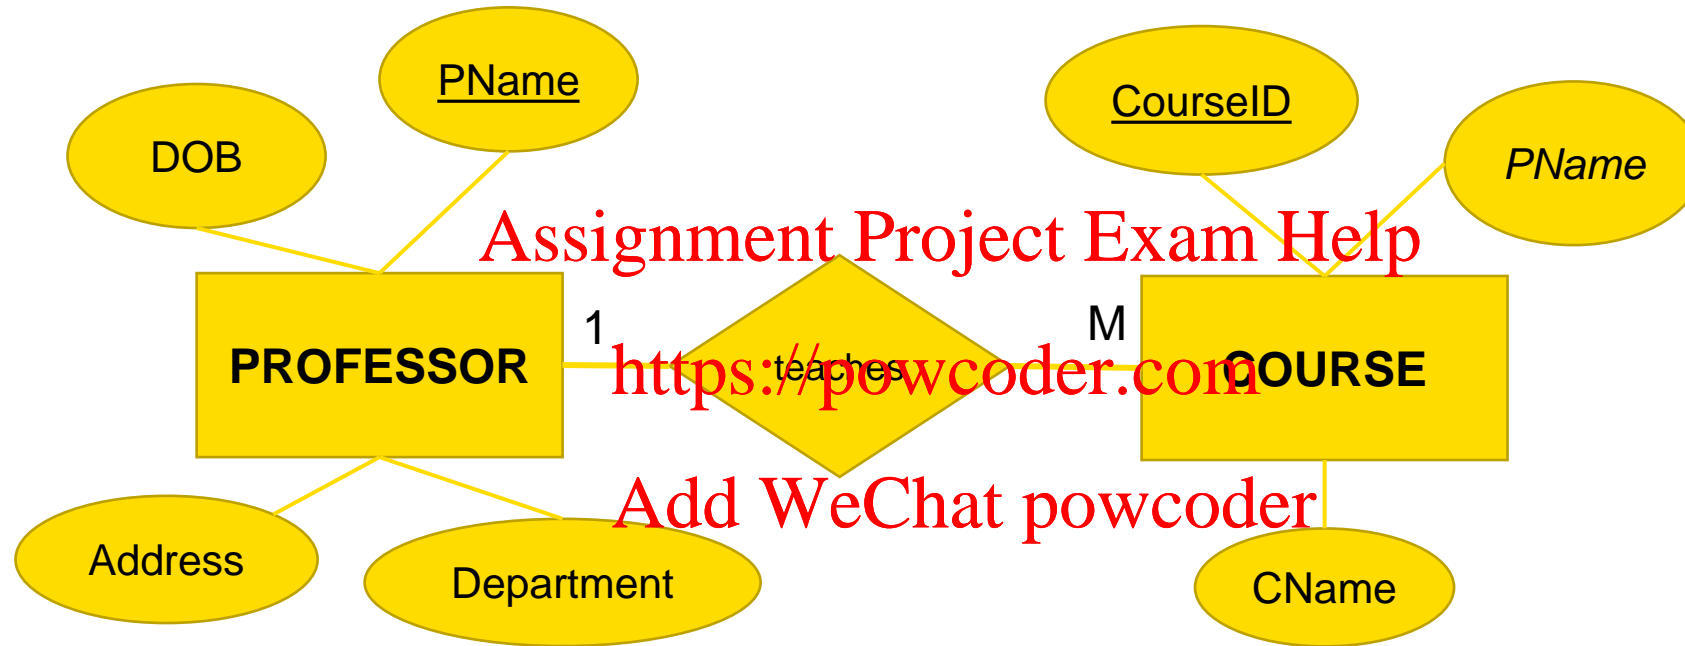 PName
CourseID
DOB
PName
Assignment Project Exam Help
1
M
PROFESSOR
teaches
https://powcoder.com
COURSE
Add WeChat powcoder
Address
Department
CName